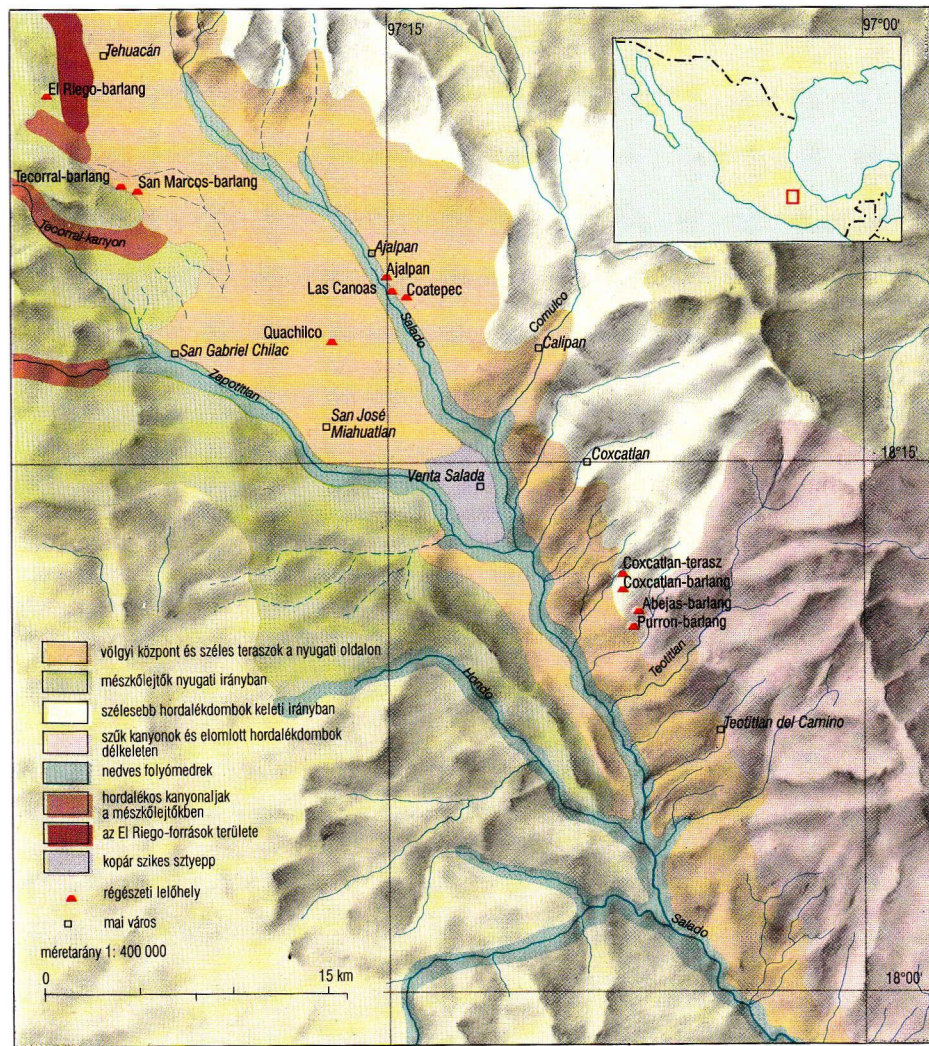 97°15'
97°00'
Tehuacán
El Riego-barlang
Tecorral-barlang
San Marcos-barlang
Tecorral-kanyon
Ajalpan
Ajalpan
Las Canoas
Coatepec
Salado
Comulco
Quachilco
Calipan
San Gabriel Chilac
Zapotitlan
San José
Miahuatlan
Coxcatlan
18°15'
Venta Salada
Coxcatlan-terasz
Coxcatlan-barlang
Abejas-barlang
Purron-barlang
Teotitlan
Hondo
Teotitlan del Camino
völgyi központ és széles teraszok a nyugati oldalon
mészkőlejtők nyugati irányban
szélesebb hordalékdombok keleti irányban
szűk kanyonok és elomlott hordalékdombok
délkeleten
nedves folyómedrek
hordalékos kanyonaljak
a mészkőlejtőkben
az El Riego-források területe
kopár szikes sztyepp
régészeti lelőhely
mai város
méretarány 1: 400 000
0
15 km
Salado
18°00'